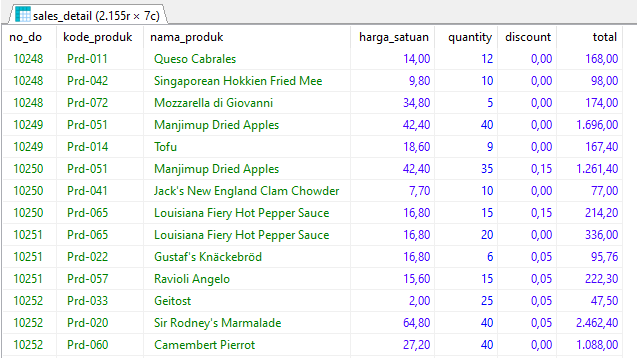 sales_detail (2.155r × 7c)
no_do kode_produk nama_produk harga_satuan quantity discount total
10248 Prd-011 Queso Cabrales 14,00 12 0,00 168,00
10248 Prd-042 Singaporean Hokkien Fried Mee 9,80 10 0,00 98,00
10248 Prd-072 Mozzarella di Giovanni 34,80 5 0,00 174,00
10249 Prd-051 Manjimup Dried Apples 42,40 40 0,00 1.696,00
10249 Prd-014 Tofu 18,60 9 0,00 167,40
10250 Prd-051 Manjimup Dried Apples 42,40 35 0,15 1.261,40
10250 Prd-041 Jack's New England Clam Chowder 7,70 10 0,00 77,00
10250 Prd-065 Louisiana Fiery Hot Pepper Sauce 16,80 15 0,15 214,20
10251 Prd-065 Louisiana Fiery Hot Pepper Sauce 16,80 20 0,00 336,00
10251 Prd-022 Gustaf's Knäckebröd 16,80 6 0,05 95,76
10251 Prd-057 Ravioli Angelo 15,60 15 0,05 222,30
10252 Prd-033 Geitost 2,00 25 0,05 47,50
10252 Prd-020 Sir Rodney's Marmalade 64,80 40 0,05 2.462,40
10252 Prd-060 Camembert Pierrot 27,20 40 0,00 1.088,00